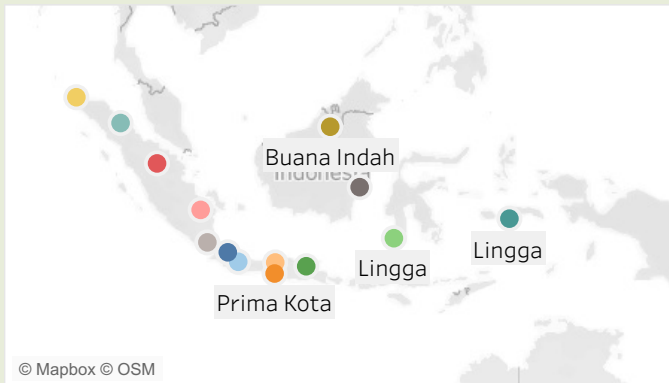 Buana Indah
Indonesia
Lingga
Lingga
Prima Kota
© Mapbox © OSM